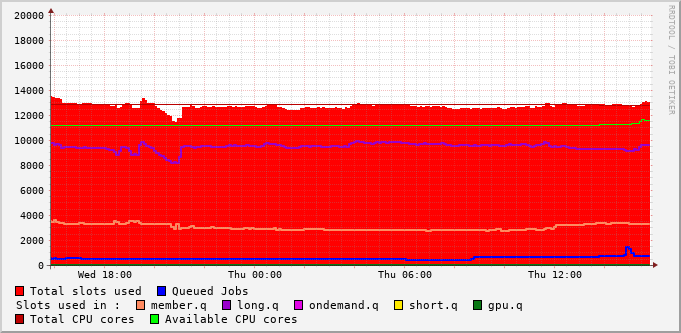 RRDTOOL / TOBI OETIKER
20000
18000
16000
14000
12000
10000
8000
6000
4000
2000
0
Wed 18:00 Thu 00:00 Thu 06:00 Thu 12:00
Total slots used Queued Jobs
Slots used in : member.q long.q ondemand.q short.q gpu.q
Total CPU cores Available CPU cores